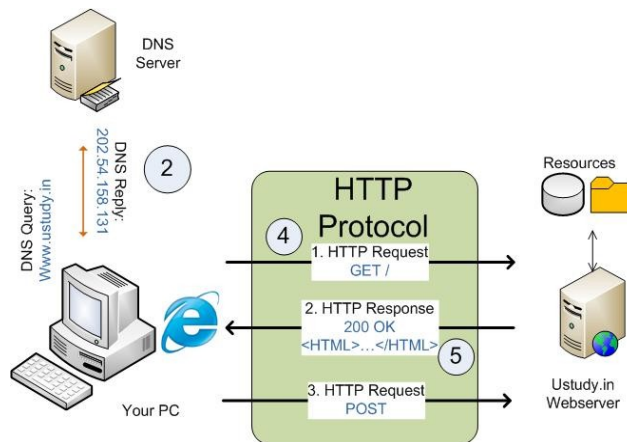 DNS
Server
DNS Query:
Www.ustudy.in
DNS Reply:
202.54.158.131
2
HTTP
Protocol
4
1. HTTP Request
GET /
2. HTTP Response
200 OK
<HTML>...</HTML>
5
3. HTTP Request
POST
Your PC
Resources
Ustudy.in
Webserver